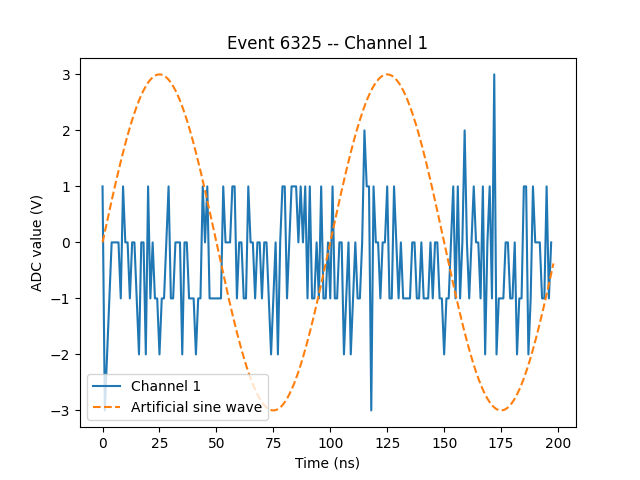 Event 6325 -- Channel 1
ADC value (V)
3
2
1
0
−1
−2
−3
Channel 1
Artificial sine wave
0 25 50 75 100 125 150 175 200
Time (ns)